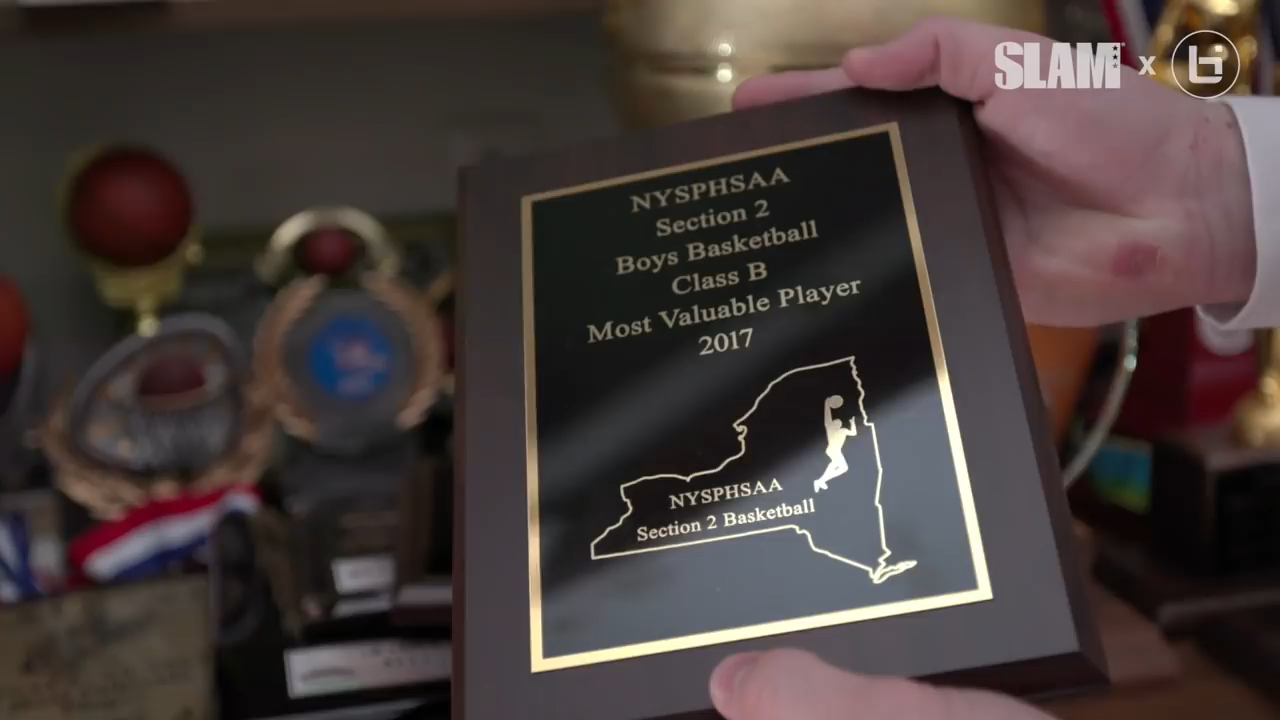 SLAM x
NYSPHSAA
Section 2
Boys Basketball
Class B
Most Valuable Player
2017
NYSPHSAA
Section 2 Basketball